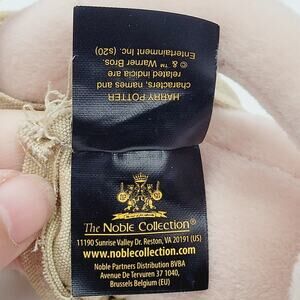 HARRY POTTER
characters, names and
related indicia are
© & ™ Warner Bros.
Entertainment Inc. (s20)
The Noble Collection®
11190 Sunrise Valley Dr. Reston, VA 20191 (US)
www.noblecollection.com
Noble Partners Distribution BVBA
Avenue De Tervuren 37 1040,
Brussels Belgium (EU)